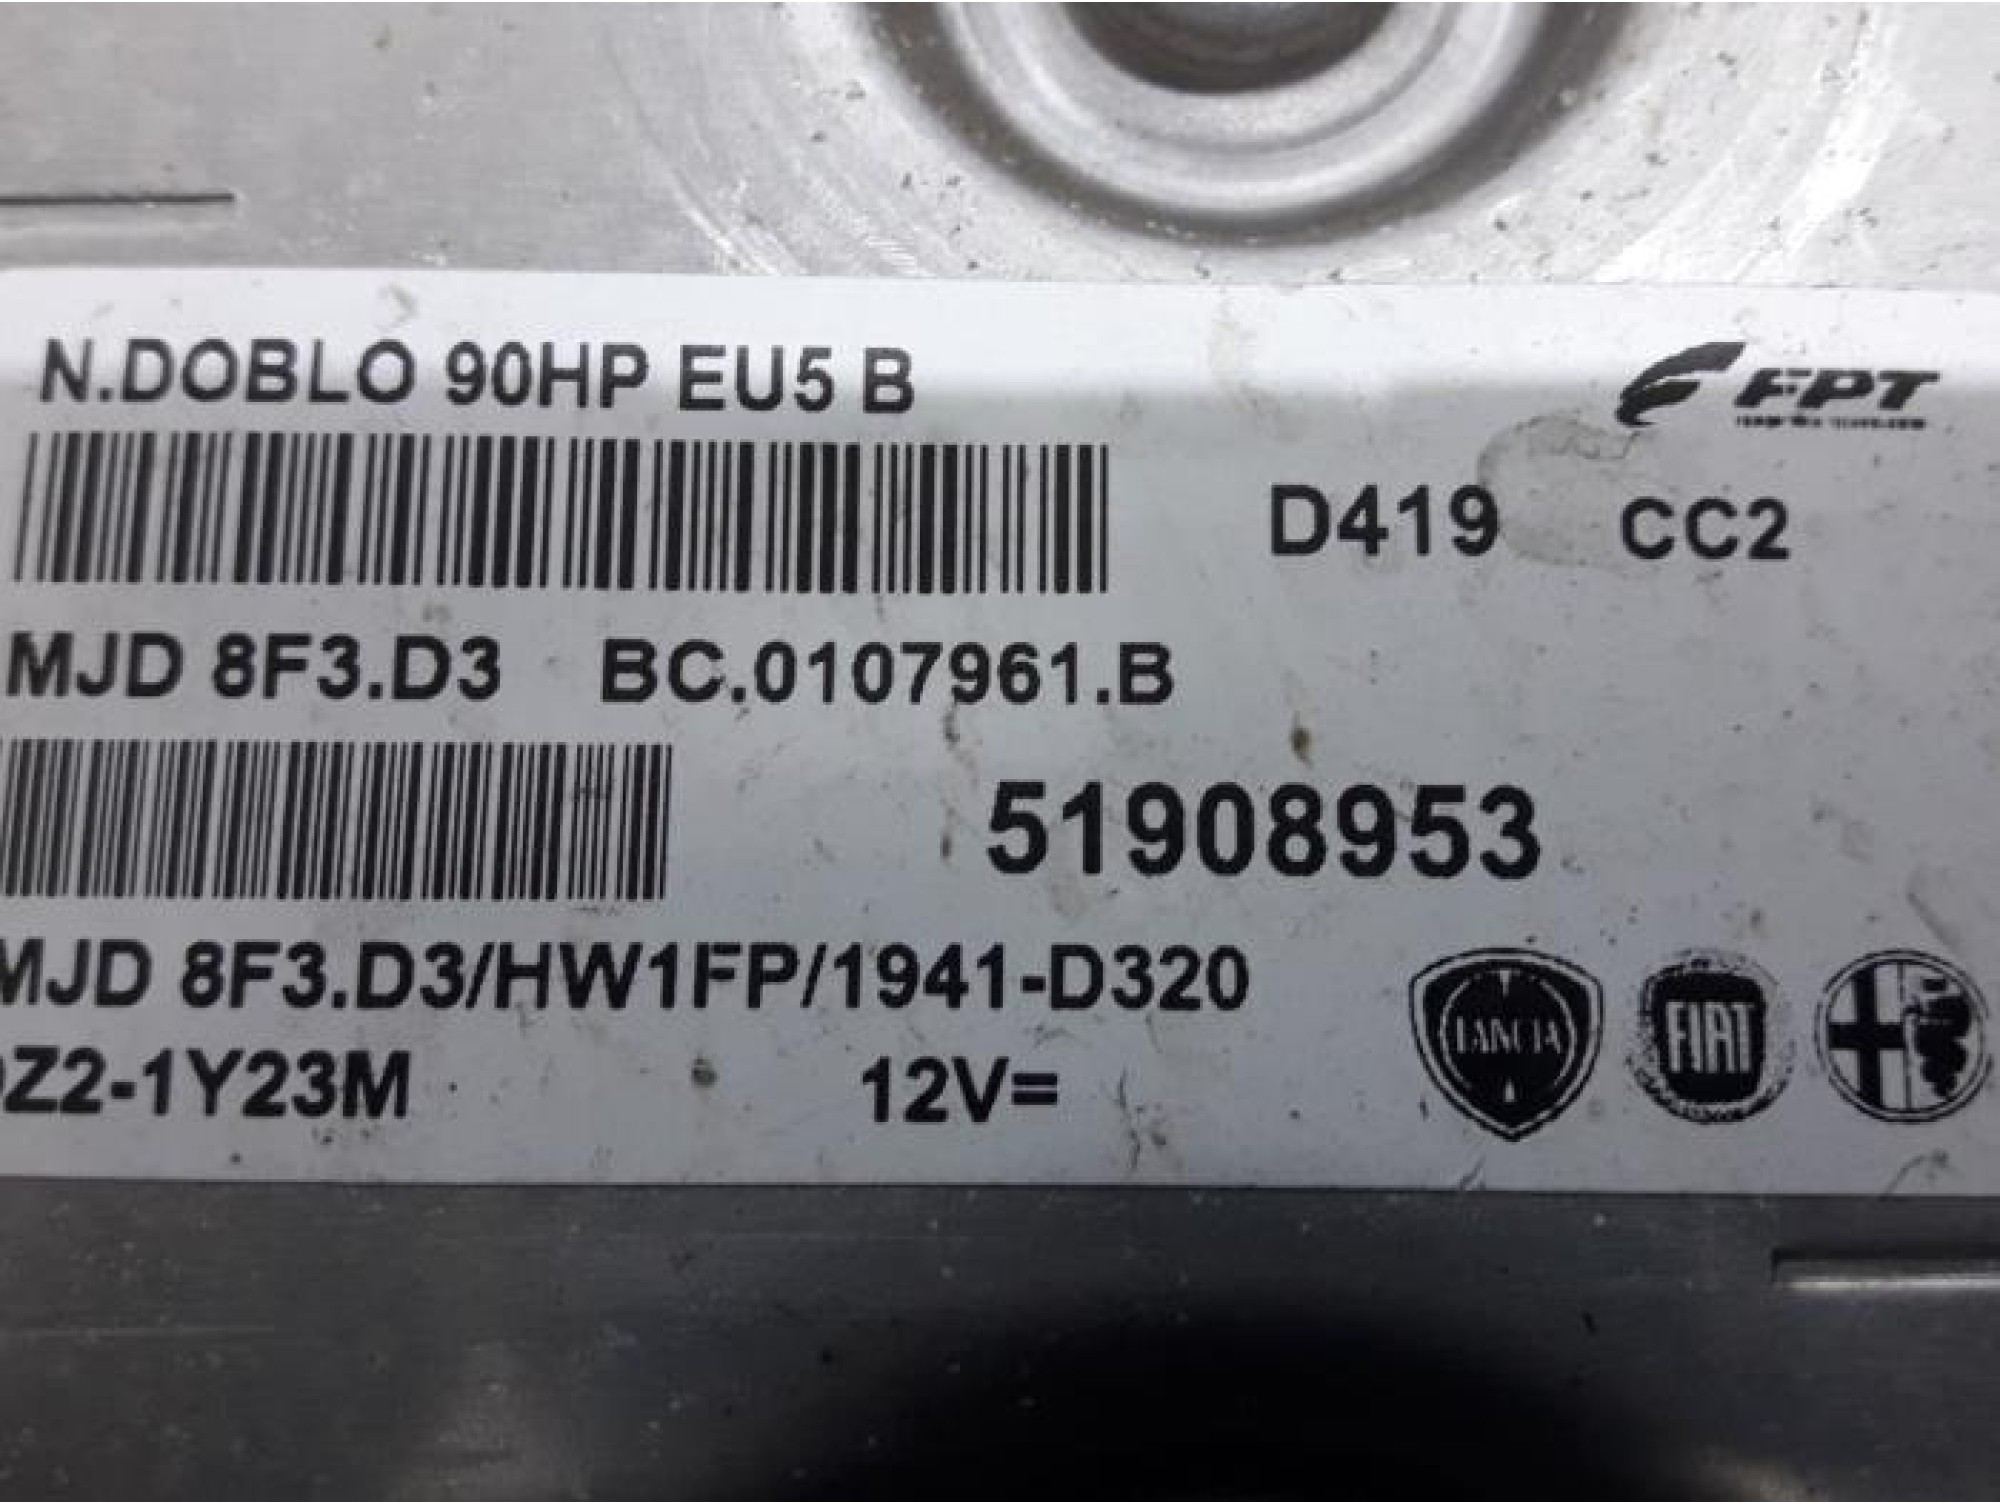 N.DOBLO 90HP EU5 B
FPT
D419 CC2
MJD 8F3.D3 BC.0107961.B
51908953
MJD 8F3.D3/HW1FP/1941-D320
Z2-1Y23M 12V=
LANCIA FIAT